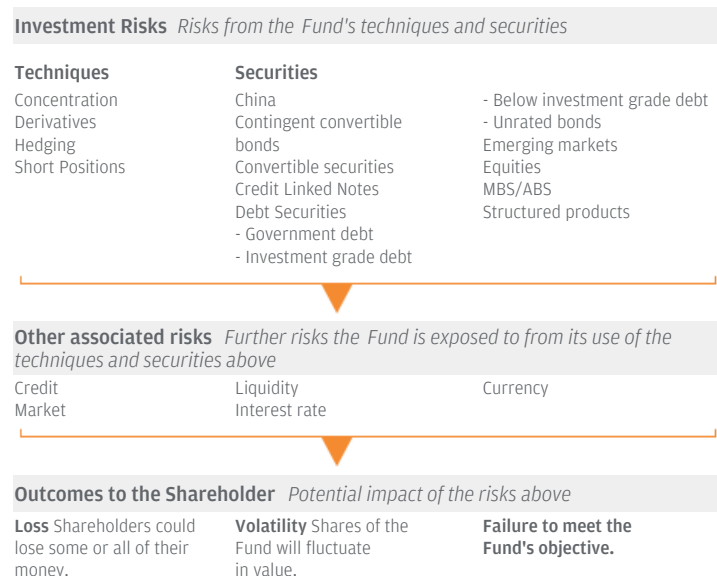 Investment Risks Risks from the Fund's techniques and securities
Techniques
Concentration
Derivatives
Hedging
Short Positions
Securities
China
Contingent convertible
bonds
Convertible securities
Credit Linked Notes
Debt Securities
- Government debt
- Investment grade debt
- Below investment grade debt
- Unrated bonds
Emerging markets
Equities
MBS/ABS
Structured products
Other associated risks Further risks the Fund is exposed to from its use of the
techniques and securities above
Credit
Market
Liquidity
Interest rate
Currency
Outcomes to the Shareholder Potential impact of the risks above
Loss Shareholders could
lose some or all of their
money.
Volatility Shares of the
Fund will fluctuate
in value.
Failure to meet the
Fund's objective.